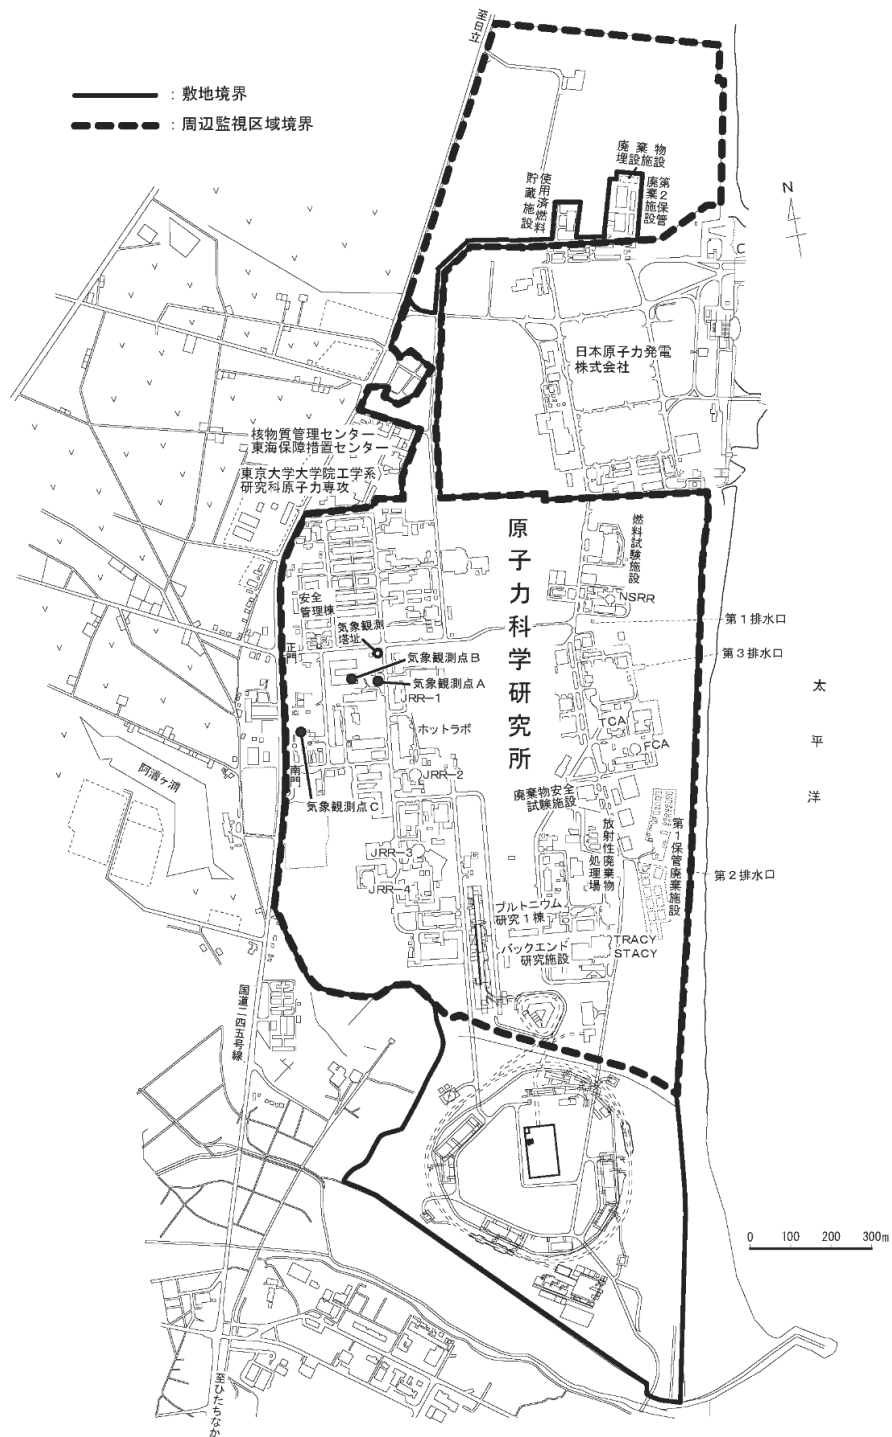 至日立
：敷地境界
：周辺監視区域境界
廃棄物
埋設施設
使用済燃料
貯蔵施設
第２保管
廃棄施設
N
日本原子力発電
株式会社
核物質管理センター
東海保障措置センター
東京大学大学院工学系
研究科原子力専攻
原子力科学研究所
燃料試験施設
NSRR
安全
管理棟
気象観測
塔址
正門
気象観測点B
気象観測点A
JRR-1
第１排水口
第３排水口
太平洋
ホットラボ
TCA
FCA
JRR-2
南門
阿漕ヶ浦
気象観測点C
廃棄物安全
試験施設
放射性廃棄物
処理場
第１保管廃棄施設
JRR-3
JRR-4
第２排水口
プルトニウム
研究１棟
バックエンド
研究施設
TRACY
STACY
国道二四五号線
0 100 200 300m
至ひたちなか